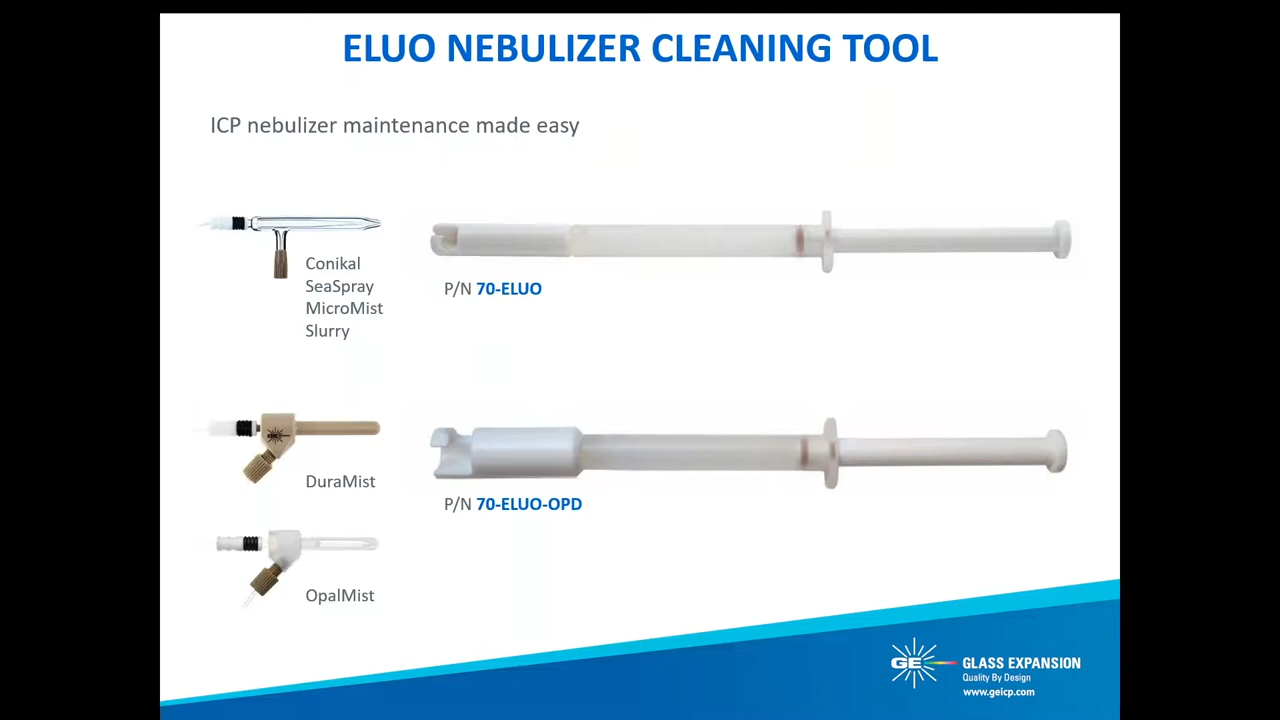 ELUO NEBULIZER CLEANING TOOL
ICP nebulizer maintenance made easy
Conikal
SeaSpray
MicroMist
Slurry
P/N 70-ELUO
GE
DuraMist
P/N 70-ELUO-OPD
OpalMist
GE GLASS EXPANSION
Quality By Design
www.geicp.com